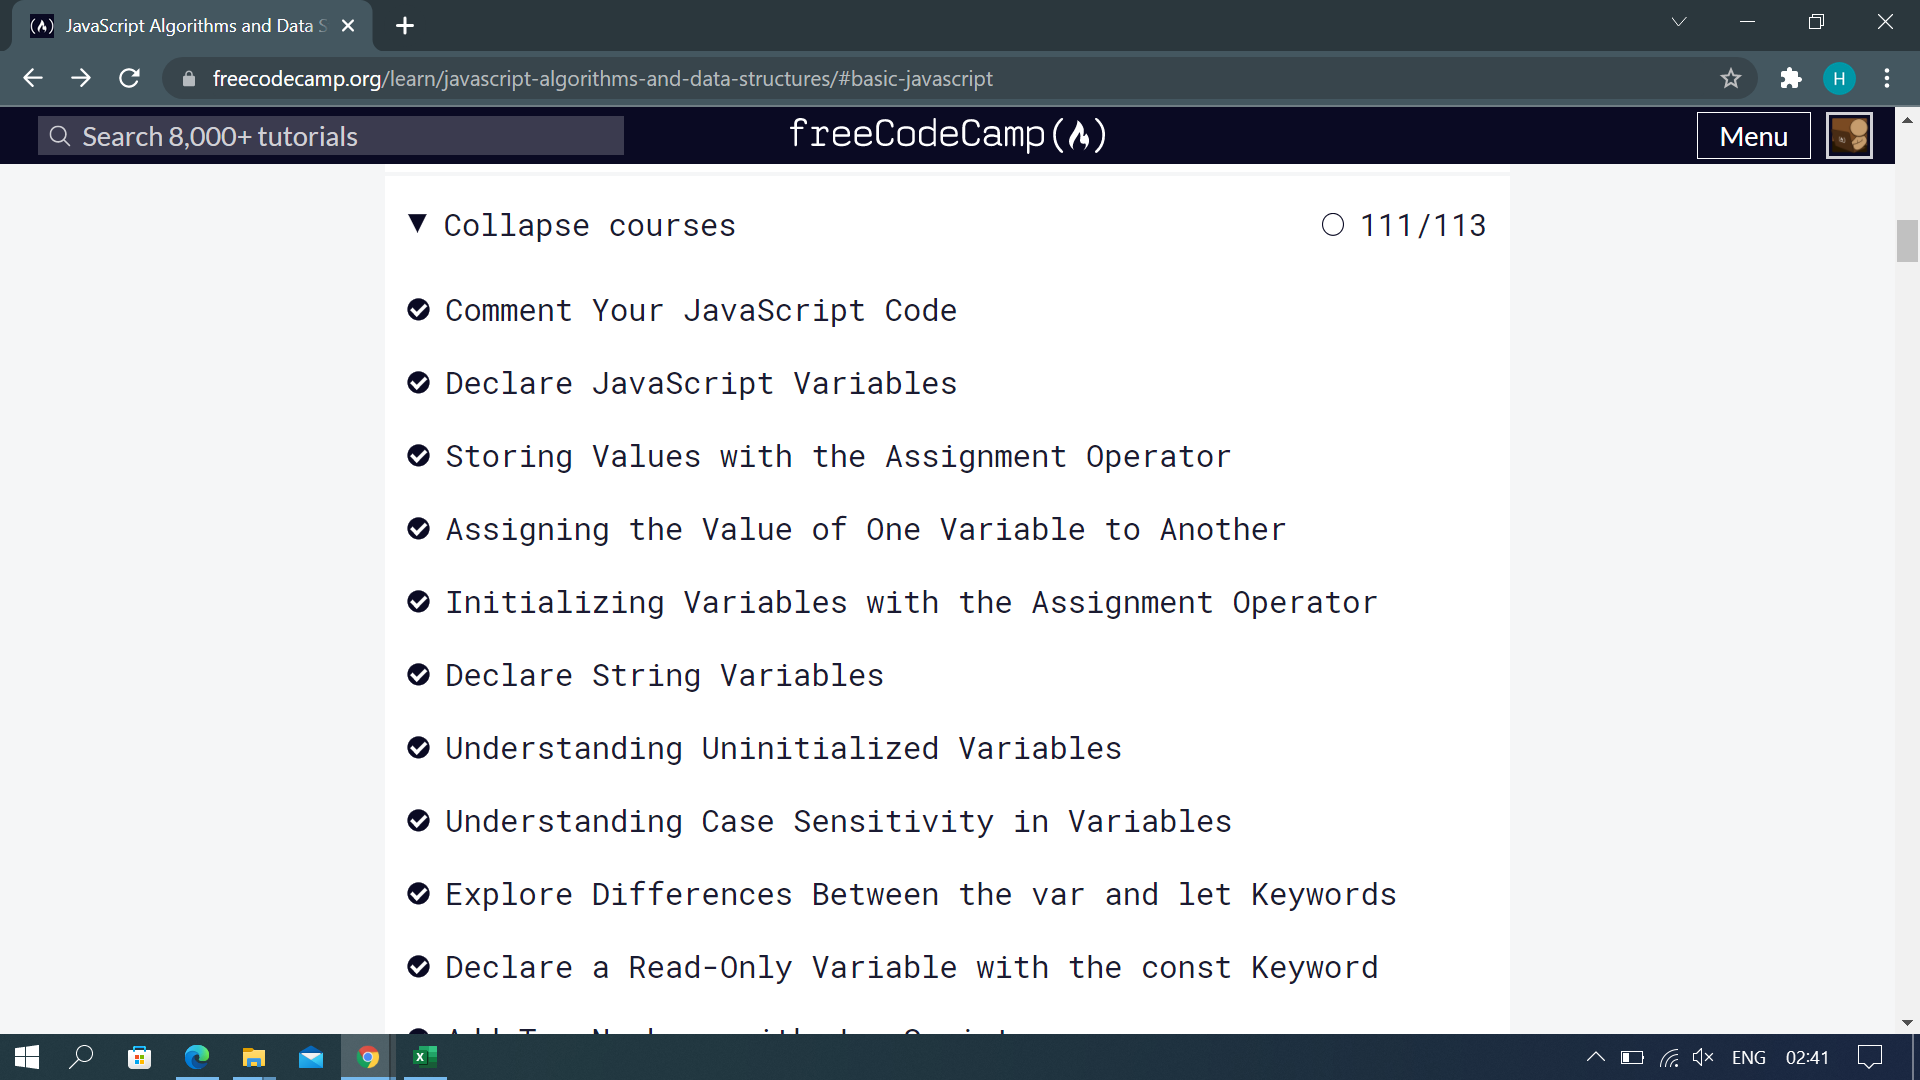 JavaScript Algorithms and Data S
freecodecamp.org/learn/javascript-algorithms-and-data-structures/#basic-javascript
H
Search 8,000+ tutorials
freeCodeCamp
Menu
Collapse courses
111/113
Comment Your JavaScript Code
Declare JavaScript Variables
Storing Values with the Assignment Operator
Assigning the Value of One Variable to Another
Initializing Variables with the Assignment Operator
Declare String Variables
Understanding Uninitialized Variables
Understanding Case Sensitivity in Variables
Explore Differences Between the var and let Keywords
Declare a Read-Only Variable with the const Keyword
ENG
02:41